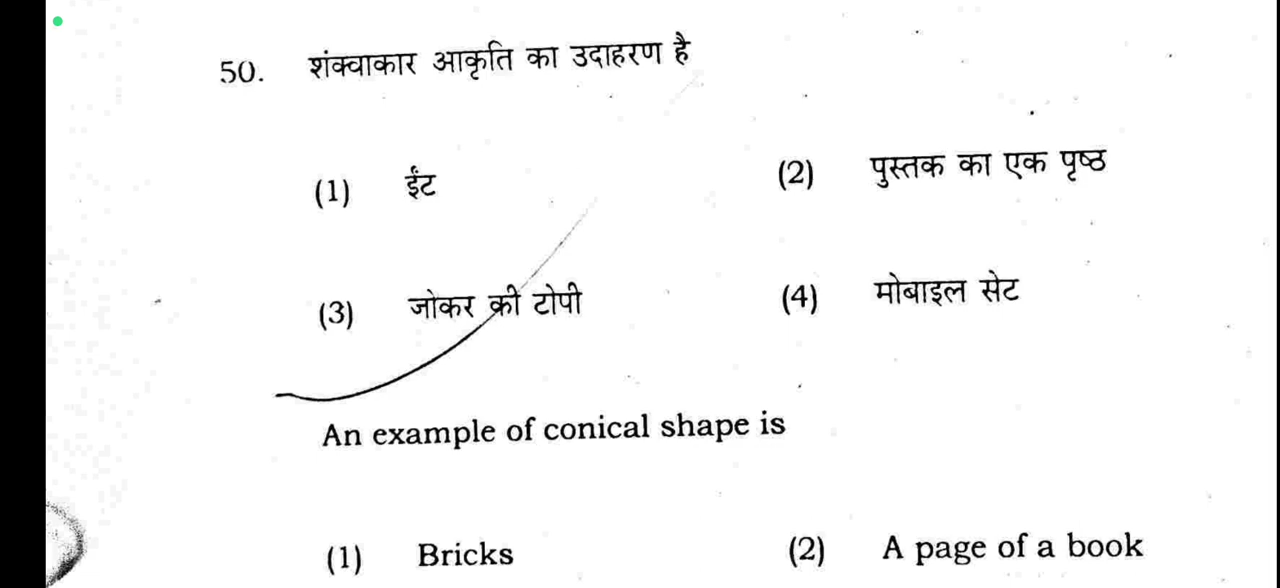 50. शंक्वाकार आकृति का उदाहरण है
(1) ईंट (2) पुस्तक का एक पृष्ठ
(3) जोकर की टोपी (4) मोबाइल सेट
An example of conical shape is
(1) Bricks (2) A page of a book